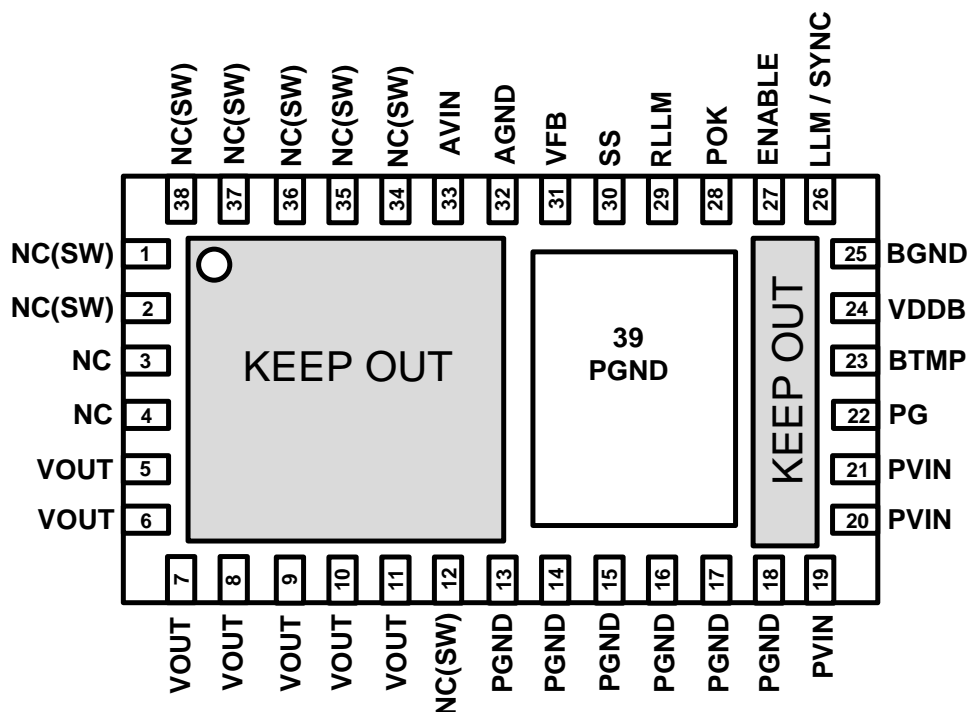 NC(SW) NC(SW) NC(SW) NC(SW) NC(SW) AVIN AGND VFB SS RLLM POK ENABLE LLM / SYNC
38 37 36 35 34 33 32 31 30 29 28 27 26
NC(SW) 1
NC(SW) 2
NC 3
NC 4
VOUT 5
VOUT 6
KEEP OUT
39
PGND
KEEP OUT
25 BGND
24 VDDB
23 BTMP
22 PG
21 PVIN
20 PVIN
7 8 9 10 11 12 13 14 15 16 17 18 19
VOUT VOUT VOUT VOUT VOUT NC(SW) PGND PGND PGND PGND PGND PGND PVIN